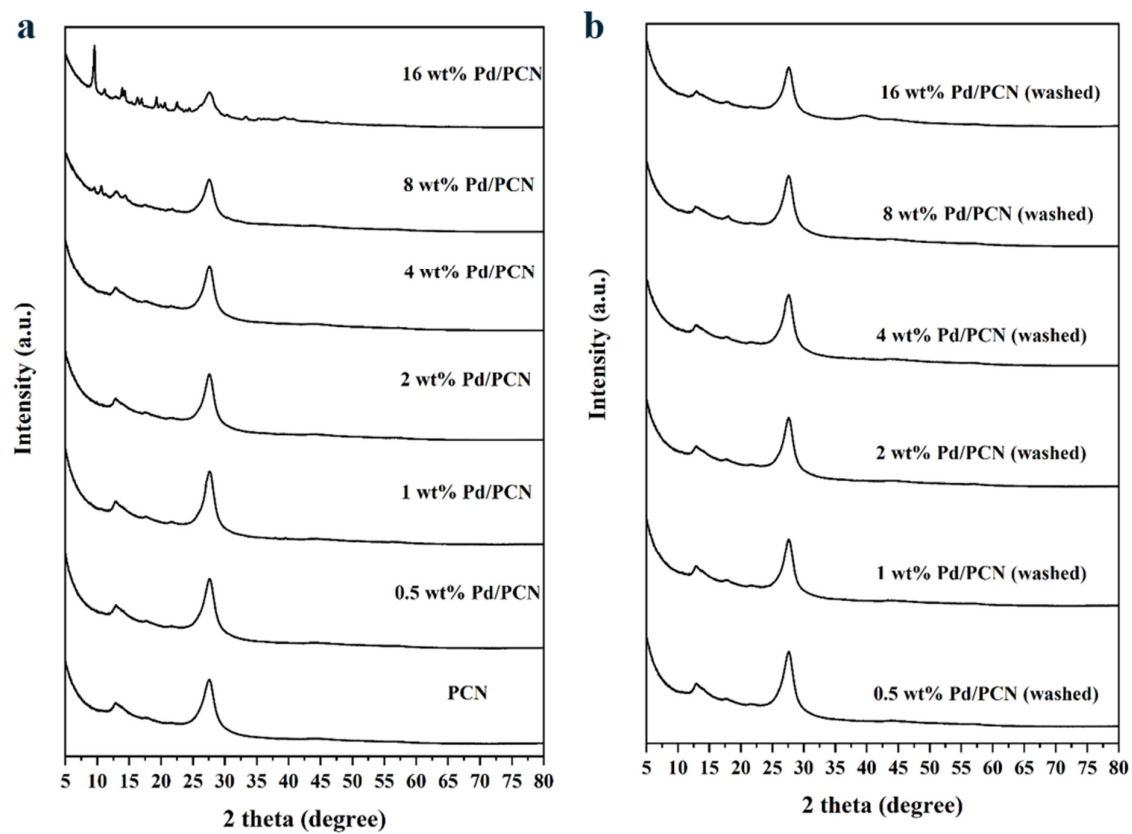 a
16 wt% Pd/PCN
8 wt% Pd/PCN
4 wt% Pd/PCN
2 wt% Pd/PCN
1 wt% Pd/PCN
0.5 wt% Pd/PCN
PCN
Intensity (a.u.)
5 10 15 20 25 30 35 40 45 50 55 60 65 70 75 80
2 theta (degree)
b
16 wt% Pd/PCN (washed)
8 wt% Pd/PCN (washed)
4 wt% Pd/PCN (washed)
2 wt% Pd/PCN (washed)
1 wt% Pd/PCN (washed)
0.5 wt% Pd/PCN (washed)
Intensity (a.u.)
5 10 15 20 25 30 35 40 45 50 55 60 65 70 75 80
2 theta (degree)